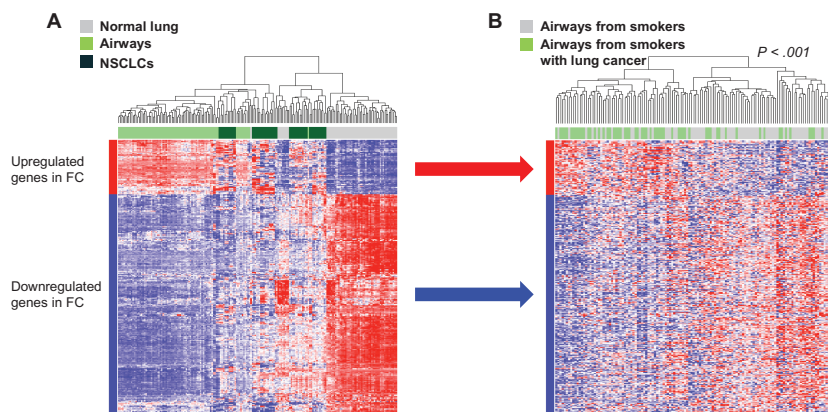 A
Normal lung
Airways
NSCLCs
Upregulated
genes in FC
Downregulated
genes in FC
B
Airways from smokers
Airways from smokers
with lung cancer
P < .001